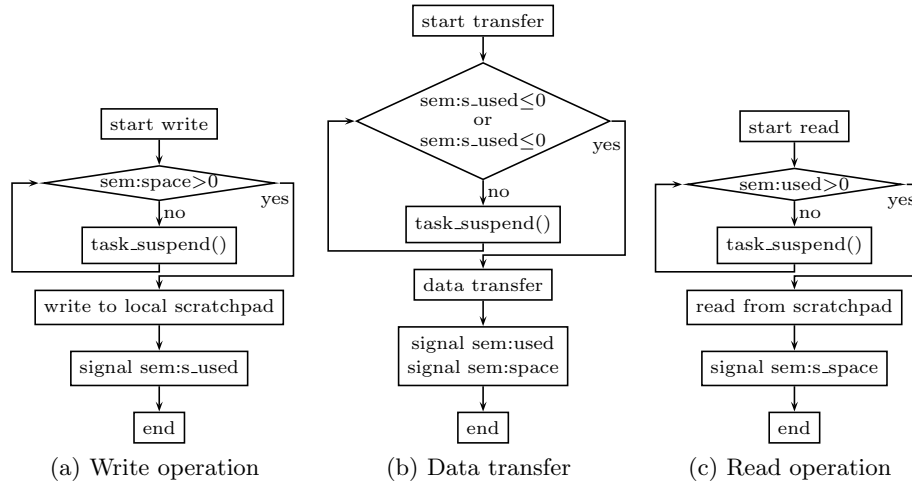 start write
sem:space>0
no
yes
task_suspend()
write to local scratchpad
signal sem:s_used
end
(a) Write operation
start transfer
sem:s_used≤0
or
sem:s_used≤0
yes
no
task_suspend()
data transfer
signal sem:used
signal sem:space
end
(b) Data transfer
start read
sem:used>0
no
yes
task_suspend()
read from scratchpad
signal sem:s_space
end
(c) Read operation